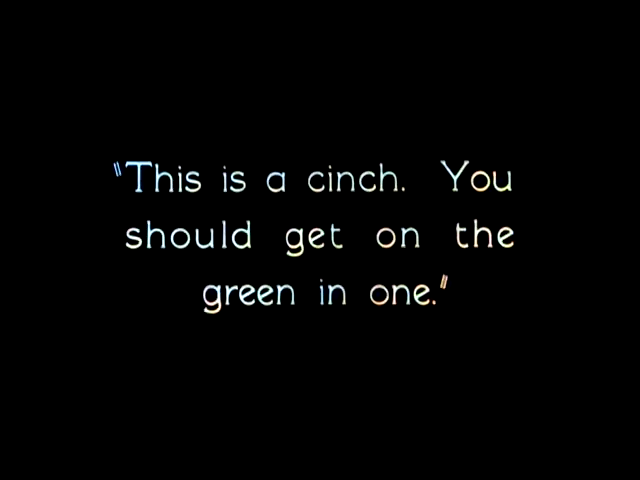 "This is a cinch. You
should get on the
green in one."